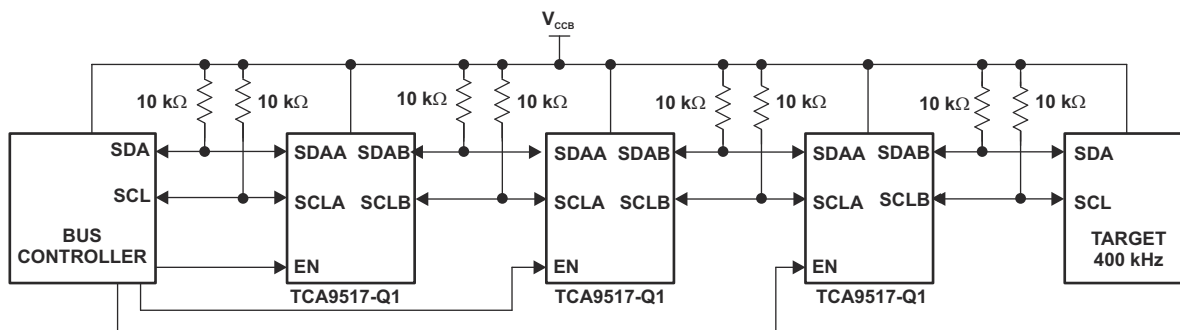 V_CCB
10 kΩ 10 kΩ 10 kΩ 10 kΩ 10 kΩ 10 kΩ 10 kΩ 10 kΩ
SDA SDAA SDAB SDAA SDAB SDAA SDAB SDA
SCL SCLA SCLB SCLA SCLB SCLA SCLB SCL
BUS
CONTROLLER
TARGET
400 kHz
EN EN EN
TCA9517-Q1 TCA9517-Q1 TCA9517-Q1